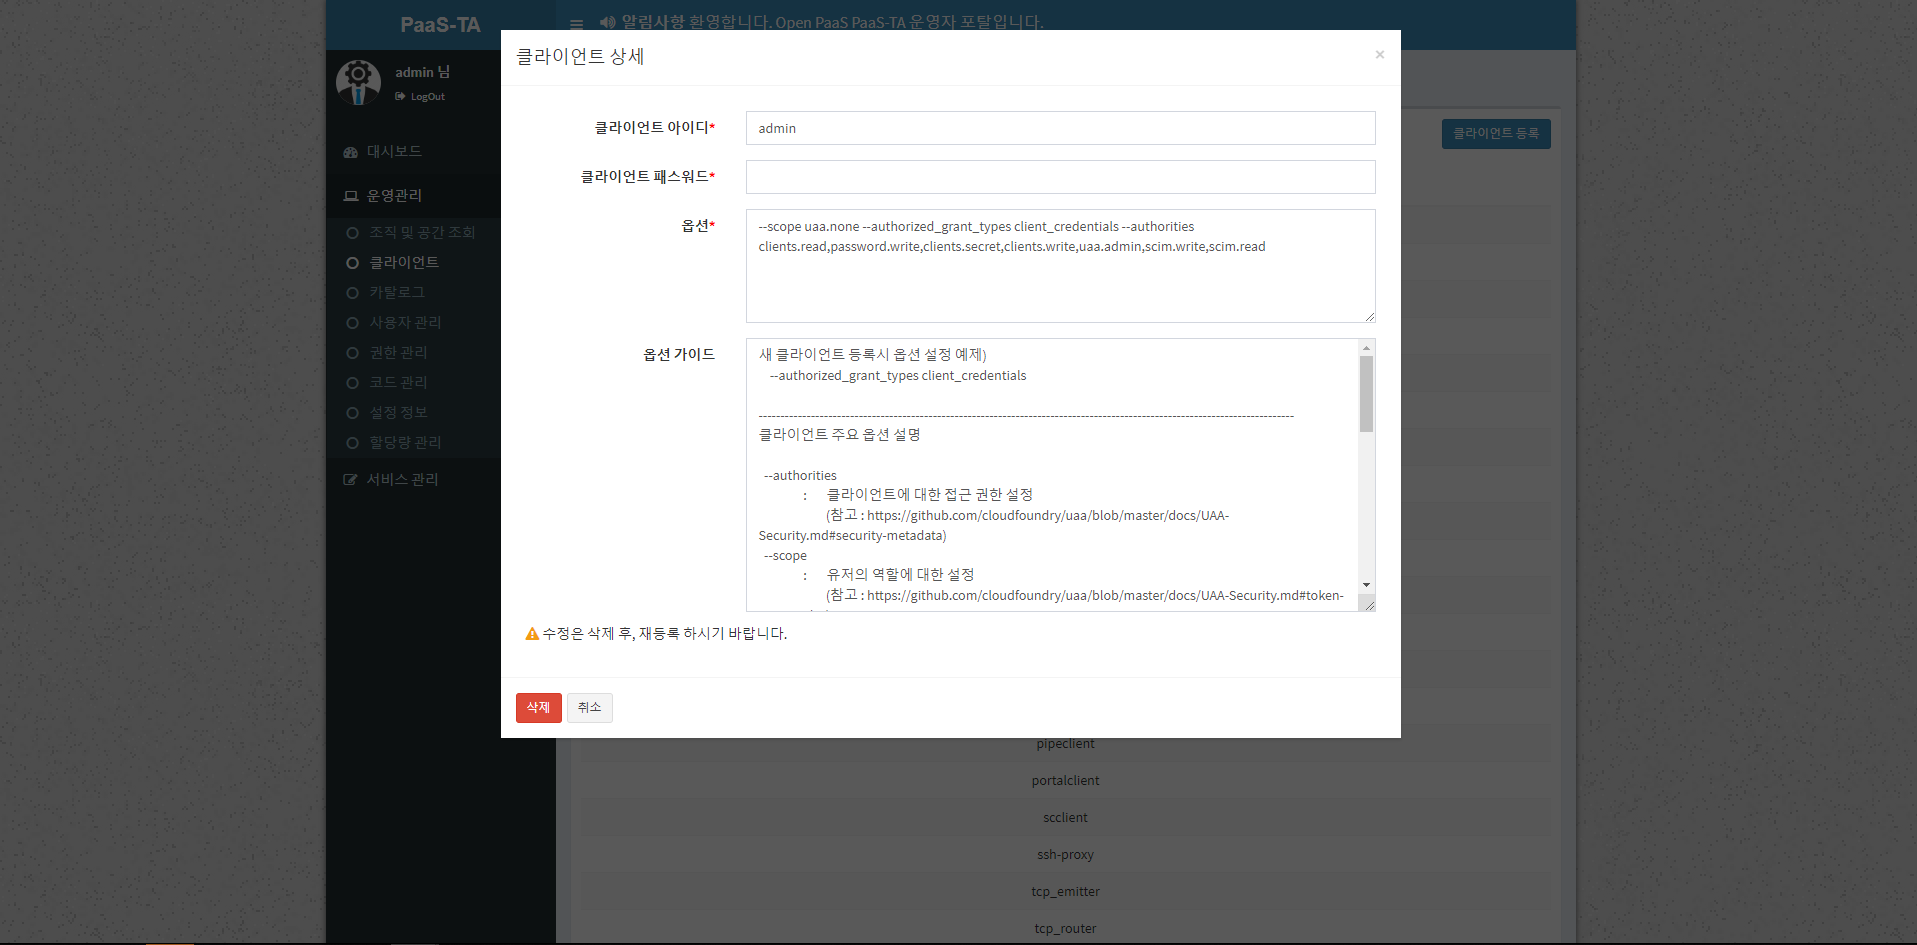 PaaS-TA
알림사항 환영합니다. Open PaaS PaaS-TA 운영자 포탈입니다.
admin 님
LogOut
대시보드
운영관리
조직 및 공간 조회
클라이언트
카탈로그
사용자 관리
권한 관리
코드 관리
설정 정보
할당량 관리
서비스 관리
클라이언트 등록
클라이언트 상세
×
클라이언트 아이디*
admin
클라이언트 패스워드*
옵션*
--scope uaa.none --authorized_grant_types client_credentials --authorities
clients.read,password.write,clients.secret,clients.write,uaa.admin,scim.write,scim.read
옵션 가이드
새 클라이언트 등록시 옵션 설정 예제)
--authorized_grant_types client_credentials
클라이언트 주요 옵션 설명
--authorities
: 클라이언트에 대한 접근 권한 설정
(참고 : https://github.com/cloudfoundry/uaa/blob/master/docs/UAA-
Security.md#security-metadata)
--scope
: 유저의 역할에 대한 설정
(참고 : https://github.com/cloudfoundry/uaa/blob/master/docs/UAA-Security.md#token-
수정은 삭제 후, 재등록 하시기 바랍니다.
삭제
취소
pipeclient
portalclient
scclient
ssh-proxy
tcp_emitter
tcp_router